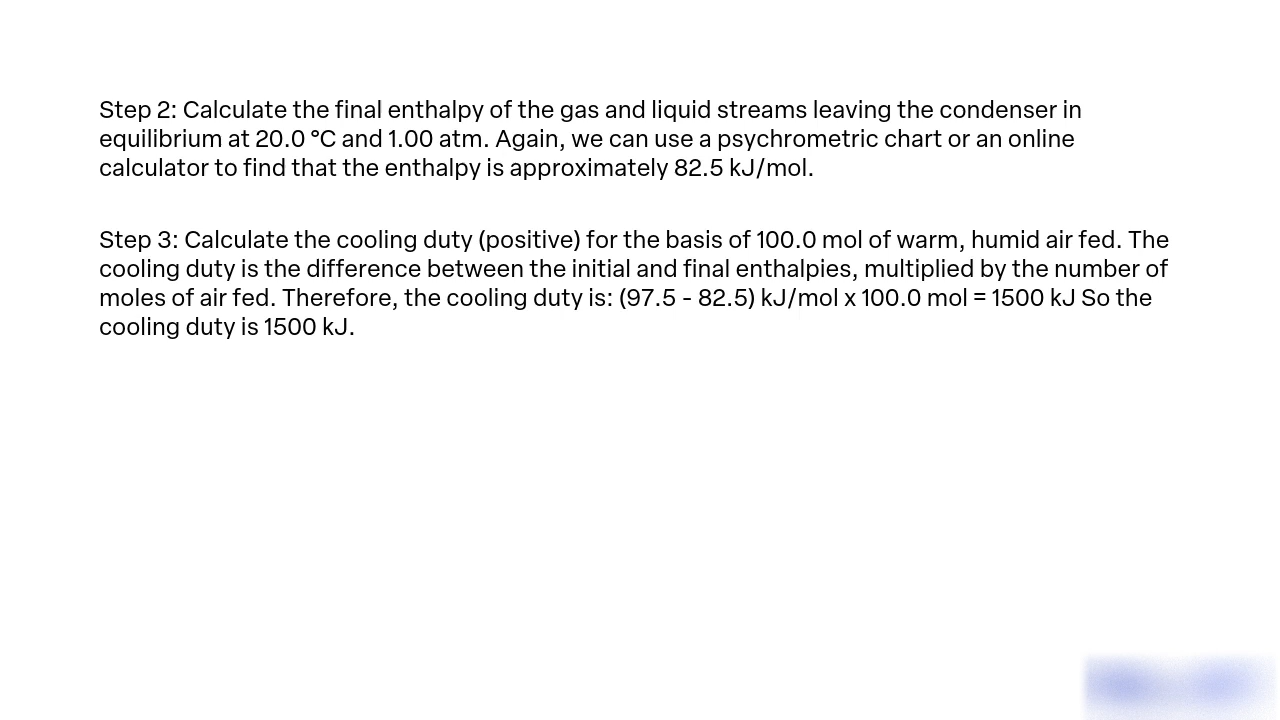 Step 2: Calculate the final enthalpy of the gas and liquid streams leaving the condenser in
equilibrium at 20.0 °C and 1.00 atm. Again, we can use a psychrometric chart or an online
calculator to find that the enthalpy is approximately 82.5 kJ/mol.
Step 3: Calculate the cooling duty (positive) for the basis of 100.0 mol of warm, humid air fed. The
cooling duty is the difference between the initial and final enthalpies, multiplied by the number of
moles of air fed. Therefore, the cooling duty is: (97.5 - 82.5) kJ/mol x 100.0 mol = 1500 kJ So the
cooling duty is 1500 kJ.